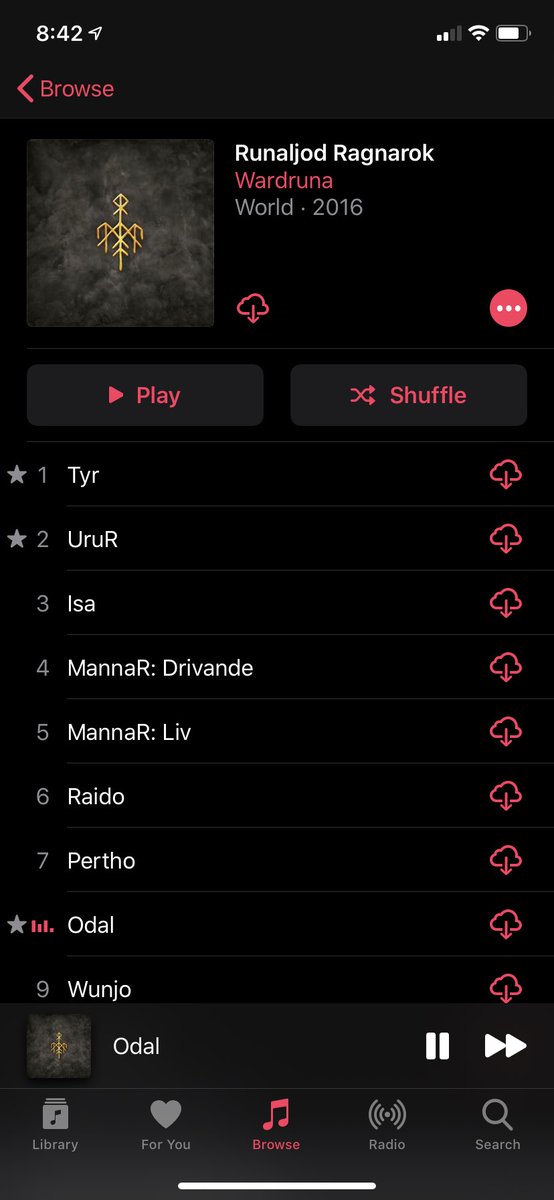 8:42
Browse
Runaljod Ragnarok
Wardruna
World · 2016
Play
Shuffle
1 Tyr
2 UruR
3 Isa
4 MannaR: Drivande
5 MannaR: Liv
6 Raido
7 Pertho
Odal
9 Wunjo
Odal
Library
For You
Browse
Radio
Search